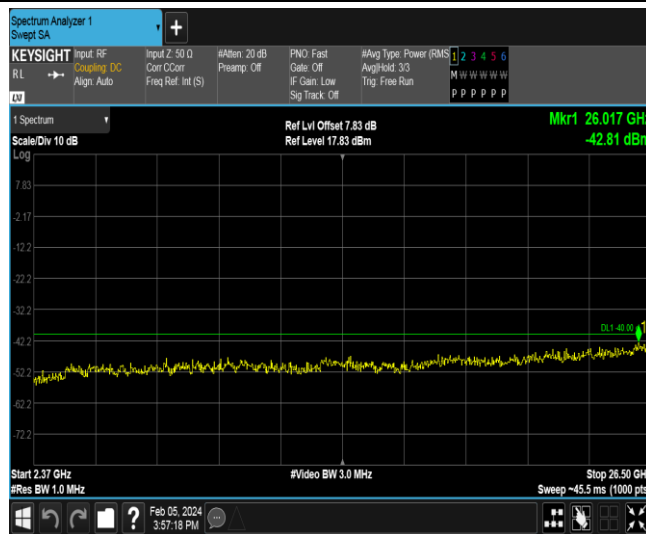 Spectrum Analyzer 1
Swept SA
+
KEYSIGHT
RL
LXI
Input: RF
Coupling: DC
Align: Auto
Input Z: 50 Ω
Corr CCorr
Freq Ref: Int (S)
#Atten: 20 dB
Preamp: Off
PNO: Fast
Gate: Off
IF Gain: Low
Sig Track: Off
#Avg Type: Power (RMS
Avg|Hold: 3/3
Trig: Free Run
1 2 3 4 5 6
M W W W W W
P P P P P P
1 Spectrum
Scale/Div 10 dB
Log
Ref Lvl Offset 7.83 dB
Ref Level 17.83 dBm
Mkr1 26.017 GHz
-42.81 dBm
7.83
-2.17
-12.2
-22.2
-32.2
DL1 -40.00
1
-42.2
-52.2
-62.2
-72.2
Start 2.37 GHz
#Video BW 3.0 MHz
Stop 26.50 GH
#Res BW 1.0 MHz
Sweep ~45.5 ms (1000 pts
?
Feb 05, 2024
3:57:18 PM